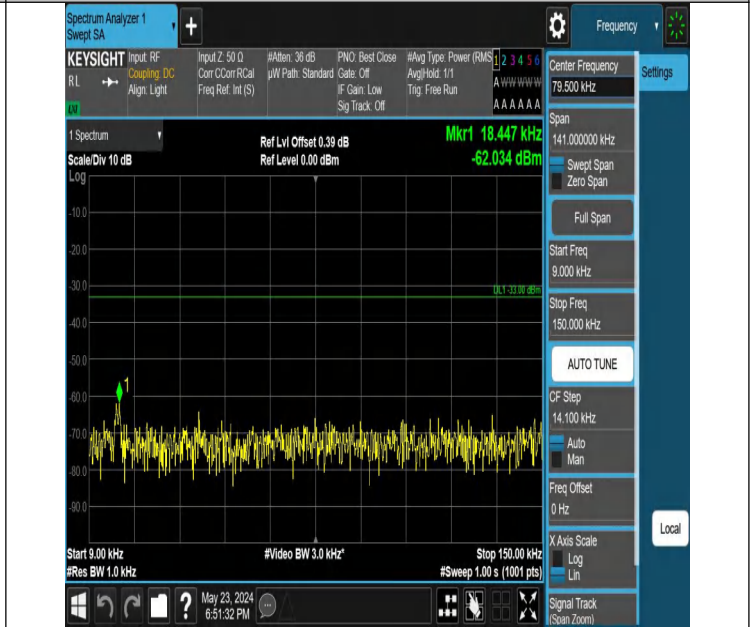 Spectrum Analyzer 1
Swept SA
+
Frequency
KEYSIGHT
RL
Input: RF
Coupling: DC
Align: Light
Input Z: 50 Ω
Corr CCorr RCal
Freq Ref: Int (S)
#Atten: 36 dB
µW Path: Standard
PNO: Best Close
Gate: Off
IF Gain: Low
Sig Track: Off
#Avg Type: Power (RMS
Avg|Hold: 1/1
Trig: Free Run
1 2 3 4 5 6
A W W W W W
A A A A A A
LXI
1 Spectrum
Scale/Div 10 dB
Log
Ref Lvl Offset 0.39 dB
Ref Level 0.00 dBm
Mkr1 18.447 kHz
-62.034 dBm
-10.0
-20.0
-30.0
DL1 -33.00 dBm
-40.0
-50.0
1
-60.0
-70.0
-80.0
-90.0
Start 9.00 kHz
#Res BW 1.0 kHz
#Video BW 3.0 kHz*
Stop 150.00 kHz
#Sweep 1.00 s (1001 pts)
?
May 23, 2024
6:51:32 PM
Center Frequency
79.500 kHz
Settings
Span
141.000000 kHz
Swept Span
Zero Span
Full Span
Start Freq
9.000 kHz
Stop Freq
150.000 kHz
AUTO TUNE
CF Step
14.100 kHz
Auto
Man
Freq Offset
0 Hz
X Axis Scale
Log
Lin
Local
Signal Track
(Span Zoom)